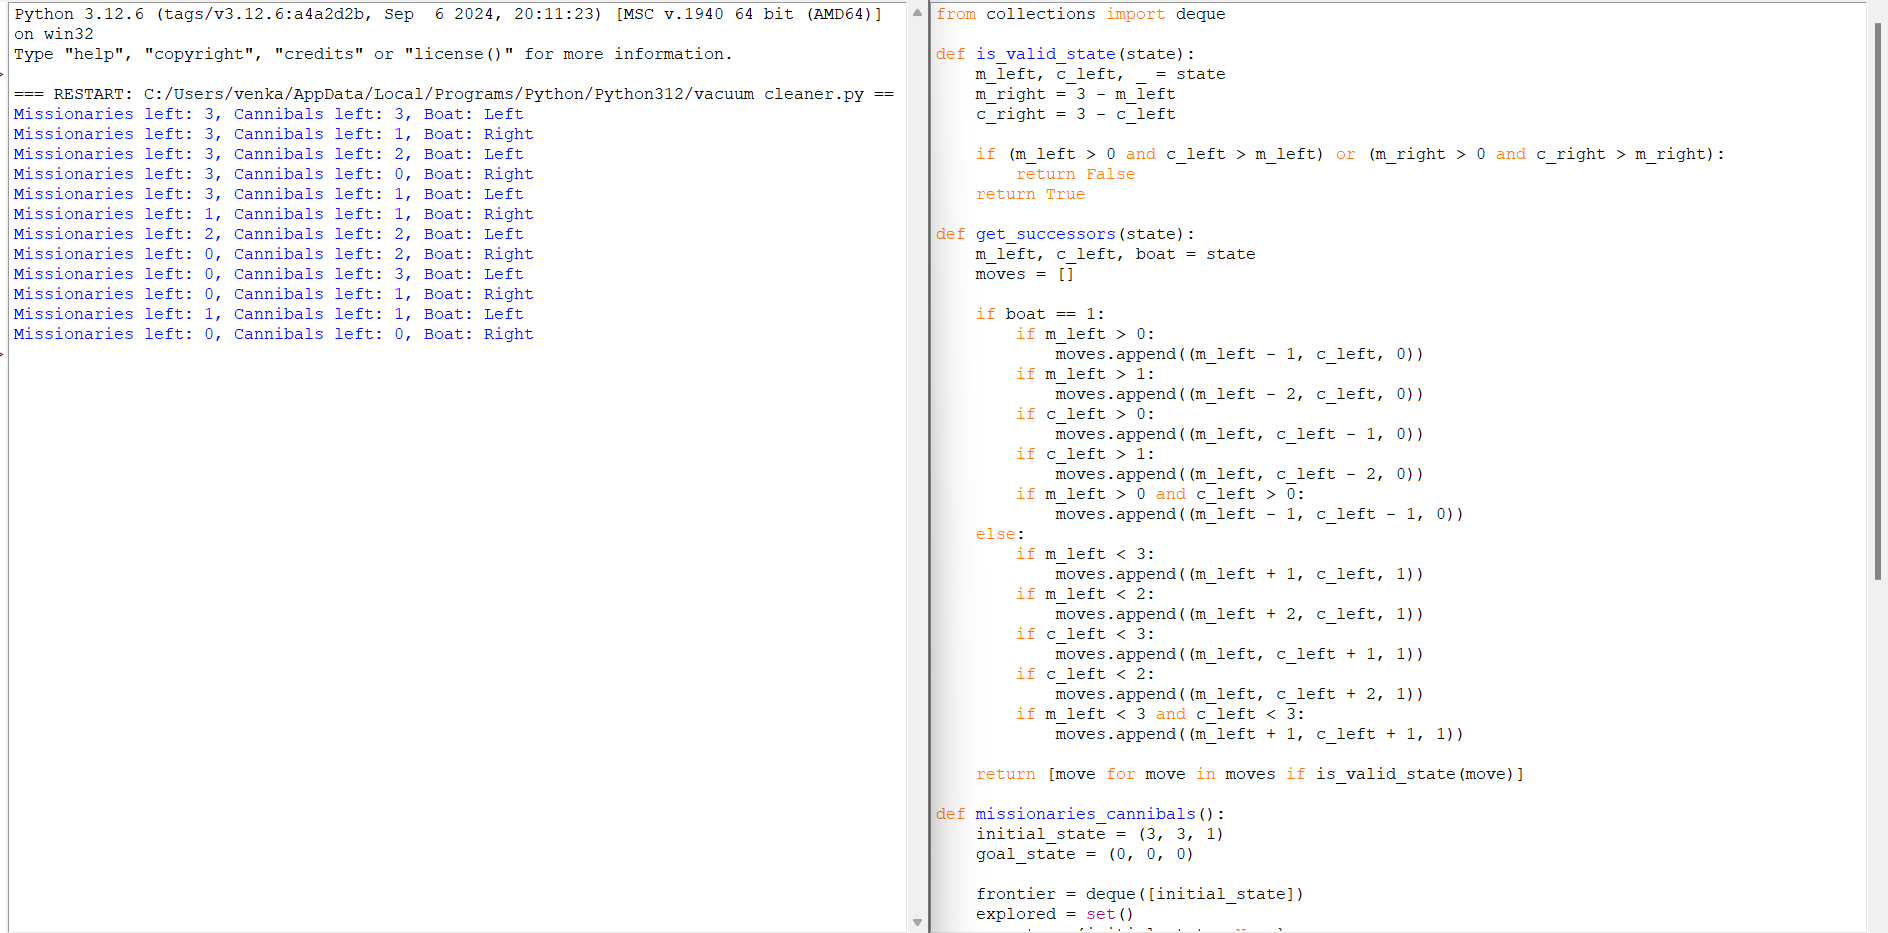 Python 3.12.6 (tags/v3.12.6:a4a2d2b, Sep  6 2024, 20:11:23) [MSC v.1940 64 bit (AMD64)]
on win32
Type "help", "copyright", "credits" or "license()" for more information.
=== RESTART: C:/Users/venka/AppData/Local/Programs/Python/Python312/vacuum cleaner.py ==
Missionaries left: 3, Cannibals left: 3, Boat: Left
Missionaries left: 3, Cannibals left: 1, Boat: Right
Missionaries left: 3, Cannibals left: 2, Boat: Left
Missionaries left: 3, Cannibals left: 0, Boat: Right
Missionaries left: 3, Cannibals left: 1, Boat: Left
Missionaries left: 1, Cannibals left: 1, Boat: Right
Missionaries left: 2, Cannibals left: 2, Boat: Left
Missionaries left: 0, Cannibals left: 2, Boat: Right
Missionaries left: 0, Cannibals left: 3, Boat: Left
Missionaries left: 0, Cannibals left: 1, Boat: Right
Missionaries left: 1, Cannibals left: 1, Boat: Left
Missionaries left: 0, Cannibals left: 0, Boat: Right
from collections import deque
def is_valid_state(state):
    m_left, c_left, _ = state
    m_right = 3 - m_left
    c_right = 3 - c_left
    if (m_left > 0 and c_left > m_left) or (m_right > 0 and c_right > m_right):
        return False
    return True
def get_successors(state):
    m_left, c_left, boat = state
    moves = []
    if boat == 1:
        if m_left > 0:
            moves.append((m_left - 1, c_left, 0))
        if m_left > 1:
            moves.append((m_left - 2, c_left, 0))
        if c_left > 0:
            moves.append((m_left, c_left - 1, 0))
        if c_left > 1:
            moves.append((m_left, c_left - 2, 0))
        if m_left > 0 and c_left > 0:
            moves.append((m_left - 1, c_left - 1, 0))
    else:
        if m_left < 3:
            moves.append((m_left + 1, c_left, 1))
        if m_left < 2:
            moves.append((m_left + 2, c_left, 1))
        if c_left < 3:
            moves.append((m_left, c_left + 1, 1))
        if c_left < 2:
            moves.append((m_left, c_left + 2, 1))
        if m_left < 3 and c_left < 3:
            moves.append((m_left + 1, c_left + 1, 1))
    return [move for move in moves if is_valid_state(move)]
def missionaries_cannibals():
    initial_state = (3, 3, 1)
    goal_state = (0, 0, 0)
    frontier = deque([initial_state])
    explored = set()